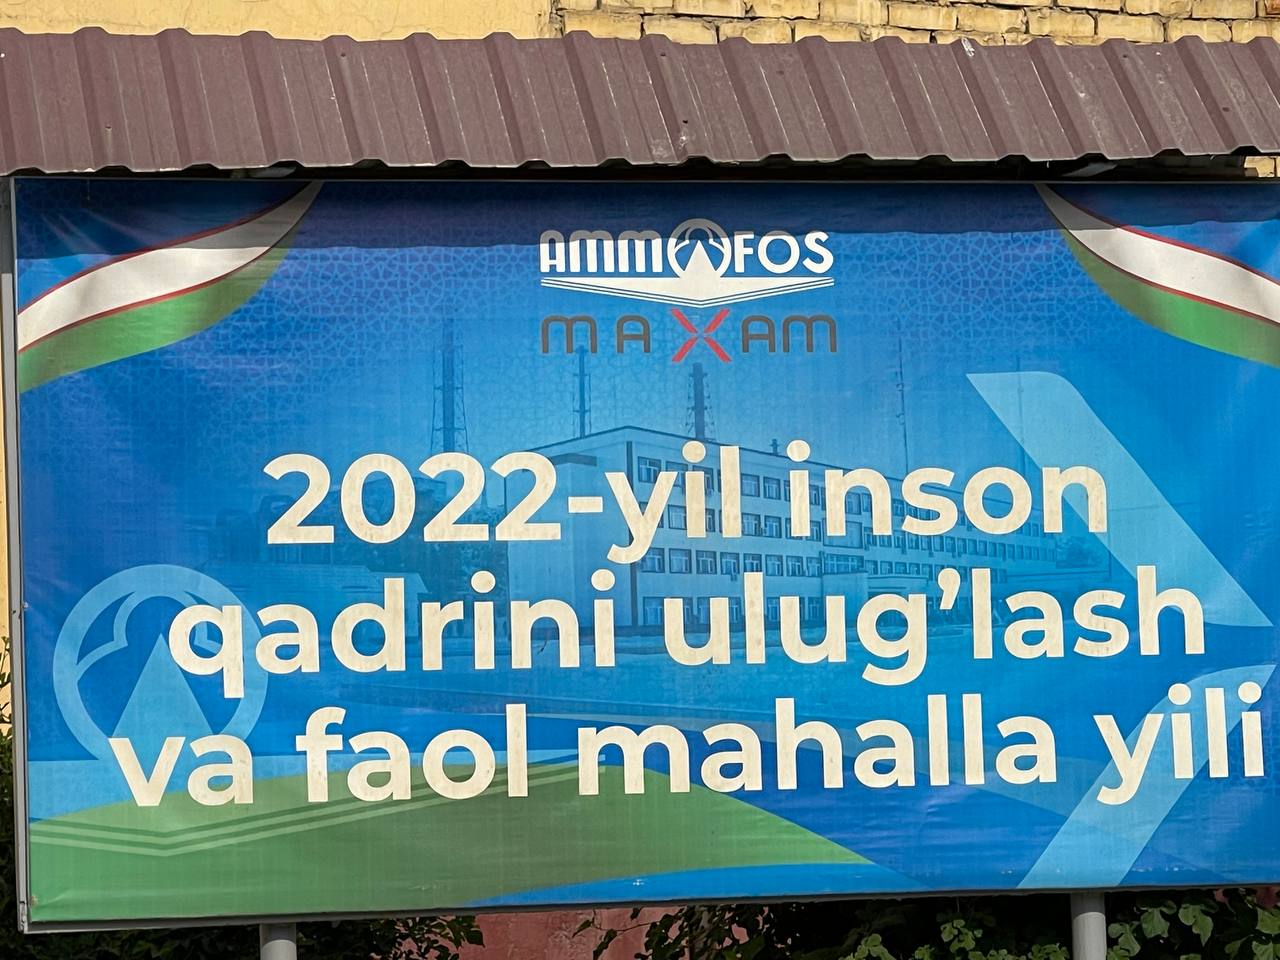 AMMOFOS
MAXAM
2022-yil inson
qadrini ulug’lash
va faol mahalla yili